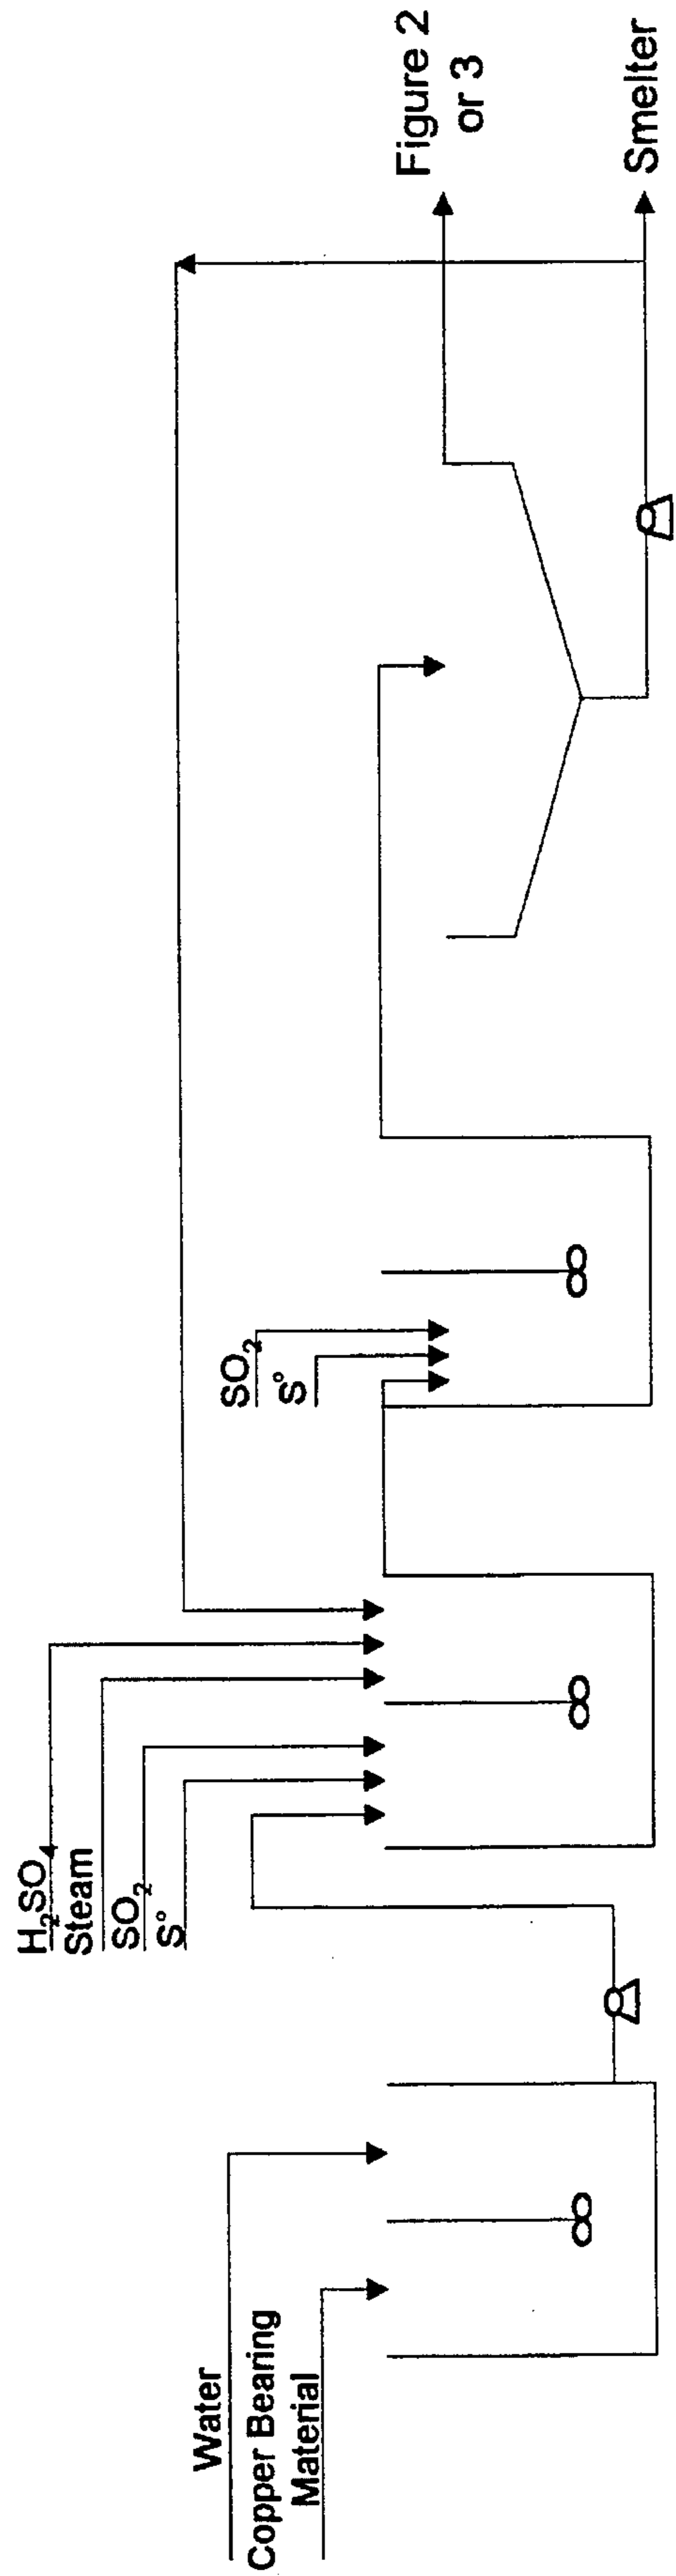 Water
Copper Bearing
Material
H₂SO₄
Steam
SO₂
S°
SO₂
S°
Figure 2
or 3
Smelter